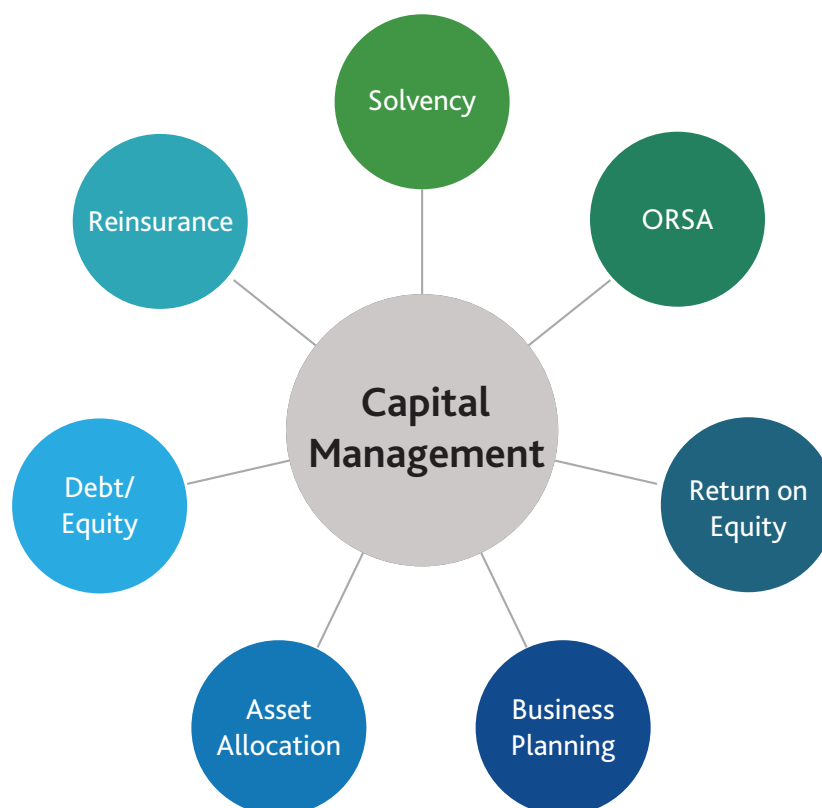 Solvency
ORSA
Reinsurance
Capital
Management
Return on
Equity
Debt/
Equity
Asset
Allocation
Business
Planning